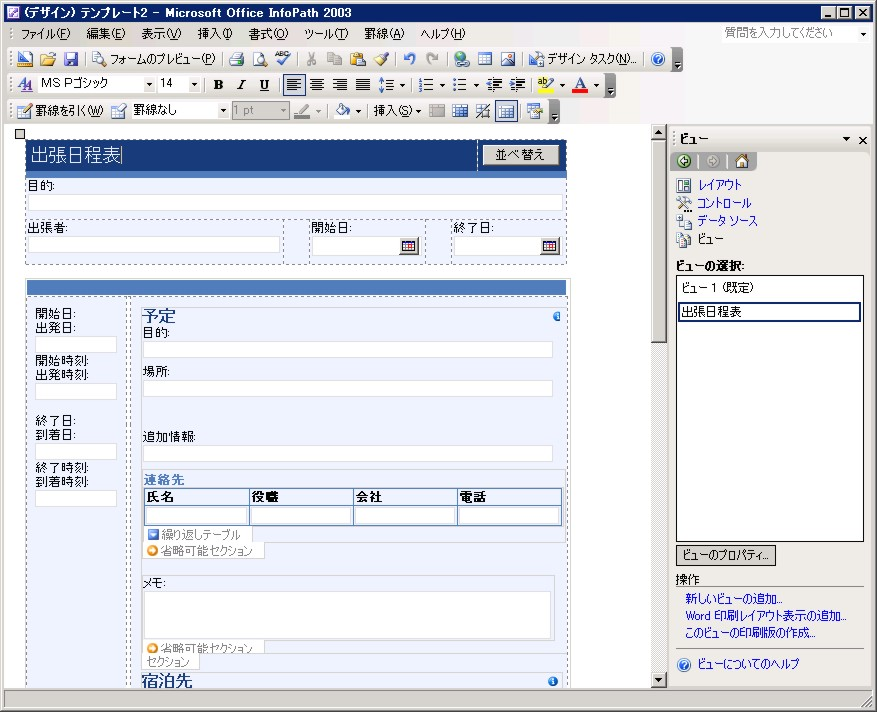 (デザイン) テンプレート2 - Microsoft Office InfoPath 2003
ファイル(F) 編集(E) 表示(V) 挿入(I) 書式(O) ツール(T) 罫線(A) ヘルプ(H) 質問を入力してください
フォームのプレビュー(P) デザイン タスク(N)...
MS Pゴシック 14 B I U A
罫線を引く(W) 罫線なし 1 pt 挿入(S)
出張日程表 並べ替え
目的:
出張者: 開始日: 終了日:
開始日:
出発日:
開始時刻:
出発時刻:
終了日:
到着日:
終了時刻:
到着時刻:
予定
目的:
場所:
追加情報:
連絡先
氏名 役職 会社 電話
繰り返しテーブル
省略可能セクション
メモ:
省略可能セクション
セクション
宿泊先
ビュー
レイアウト
コントロール
データ ソース
ビュー
ビューの選択:
ビュー 1 (既定)
出張日程表
ビューのプロパティ...
操作
新しいビューの追加...
Word 印刷レイアウト表示の追加...
このビューの印刷版の作成...
ビューについてのヘルプ